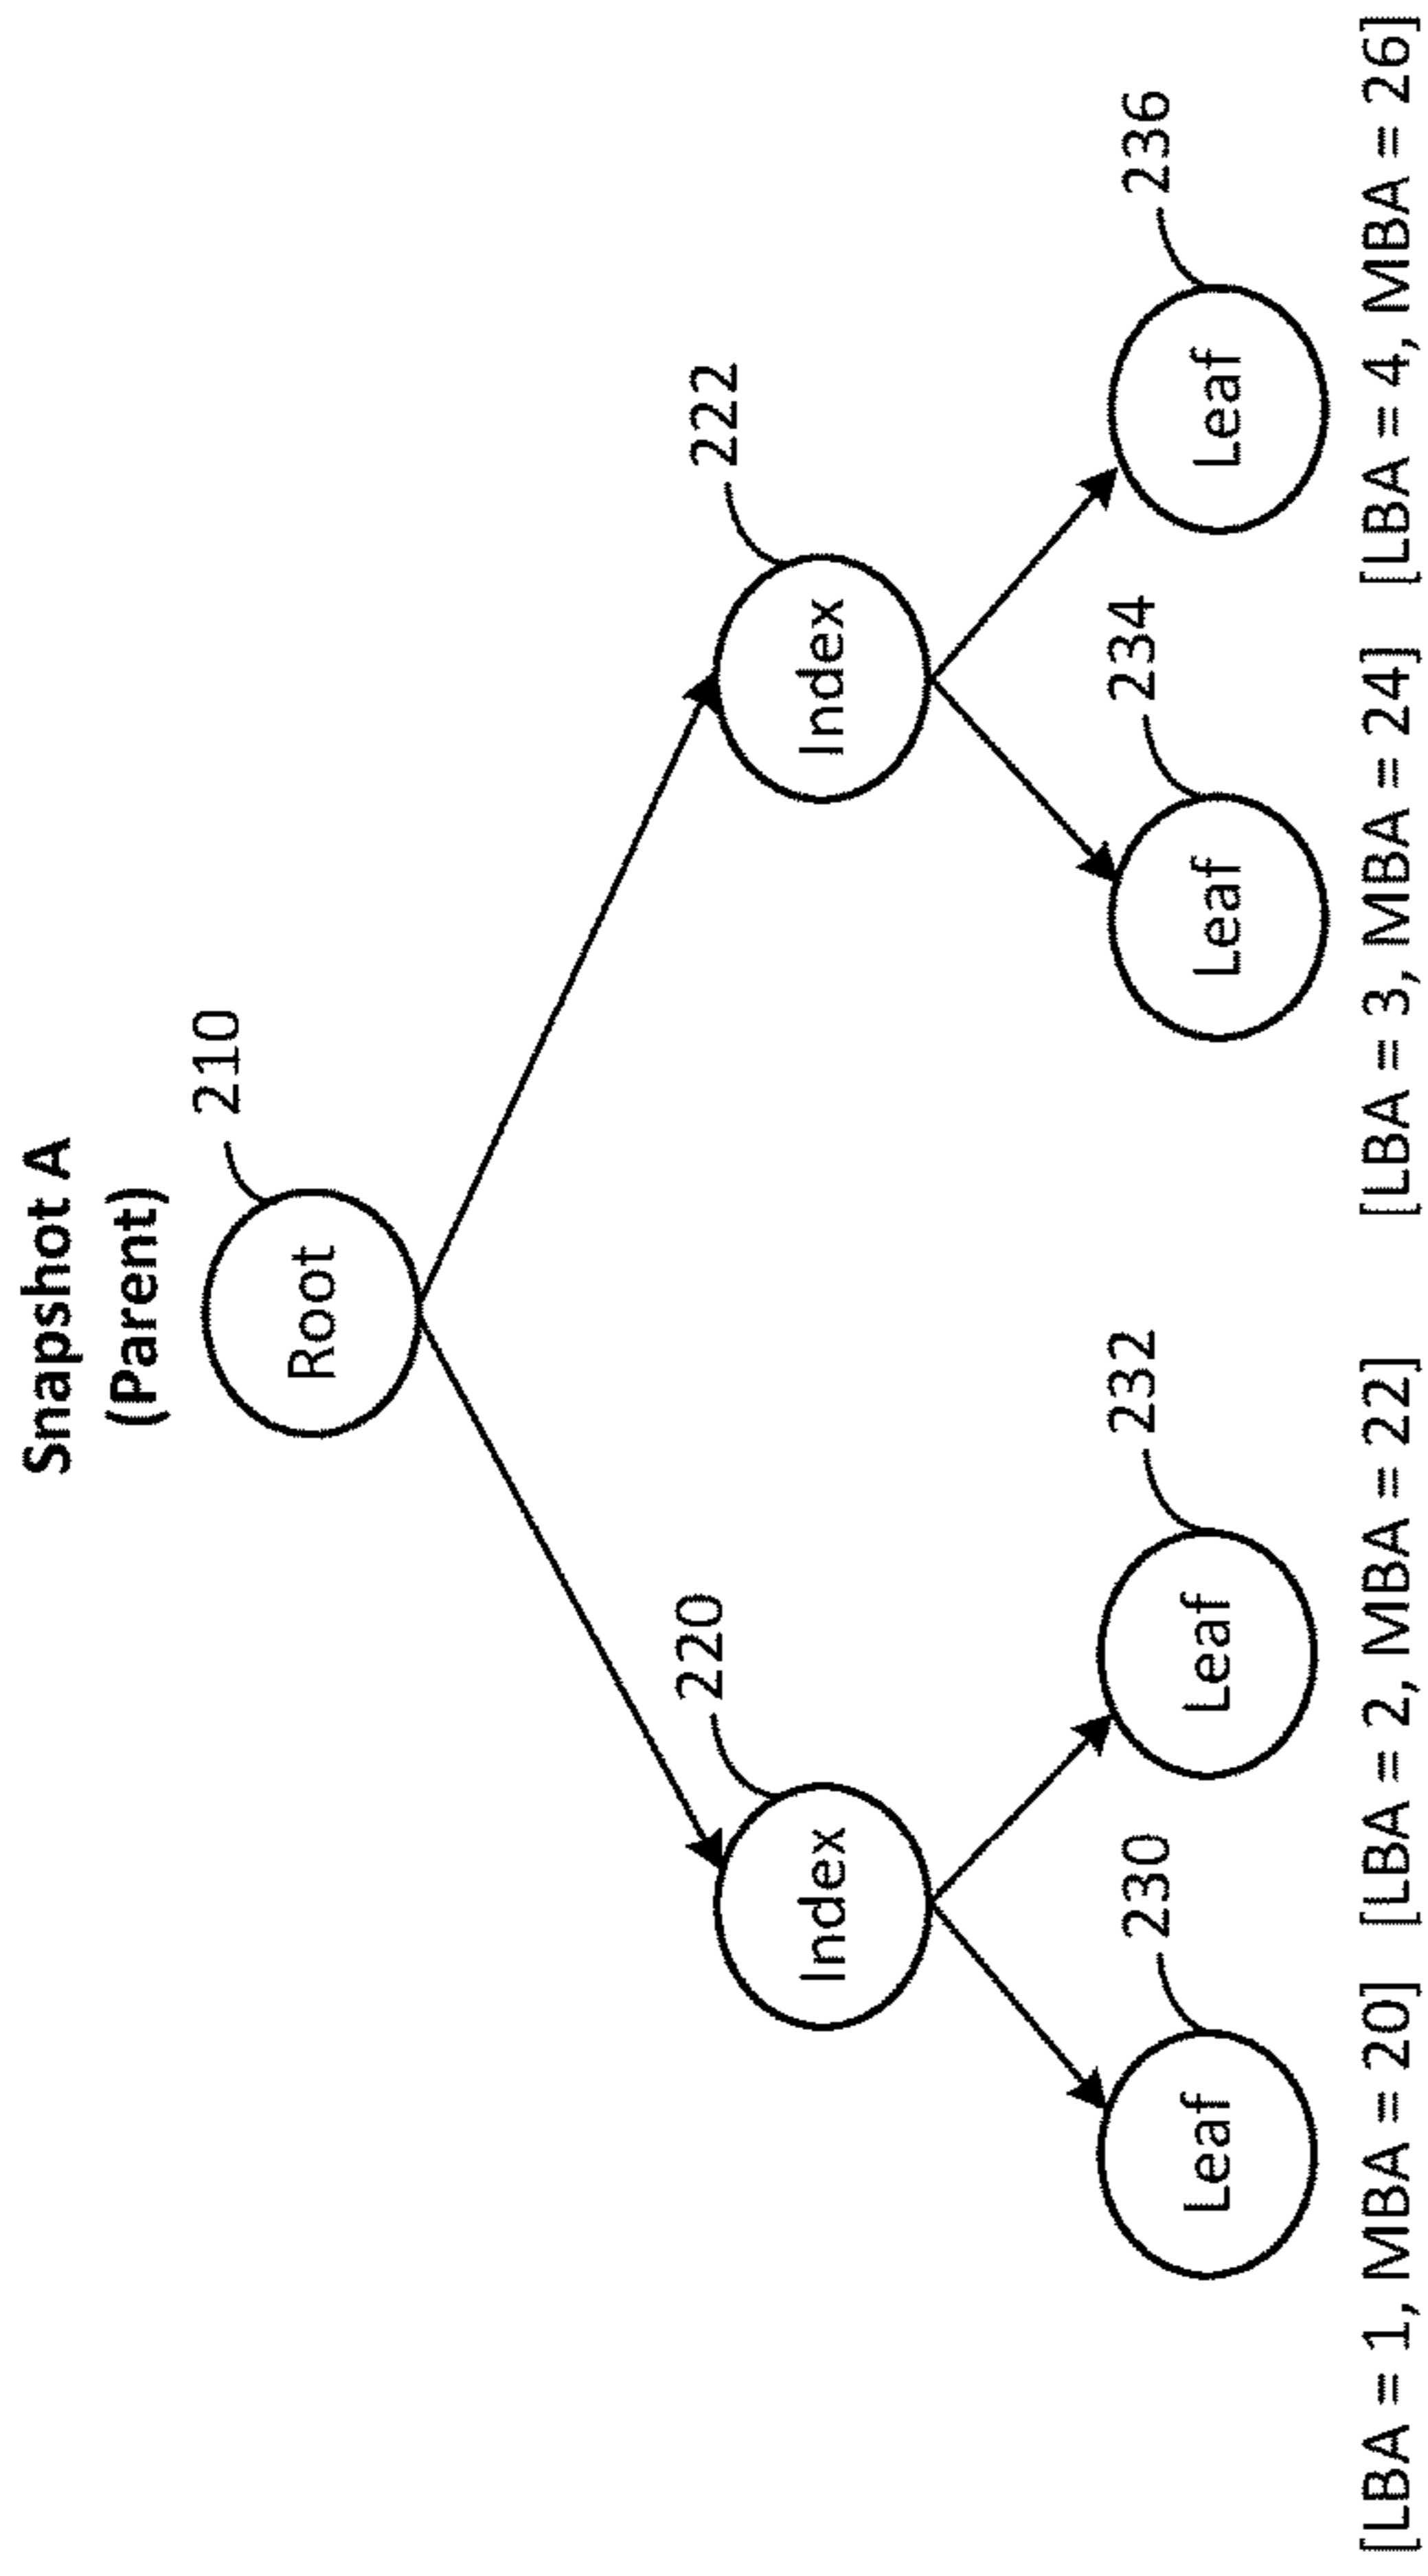 Snapshot A
(Parent)
210
Root
220
222
Index
Index
230
232
234
236
Leaf
Leaf
Leaf
Leaf
[LBA = 1, MBA = 20]
[LBA = 2, MBA = 22]
[LBA = 3, MBA = 24]
[LBA = 4, MBA = 26]